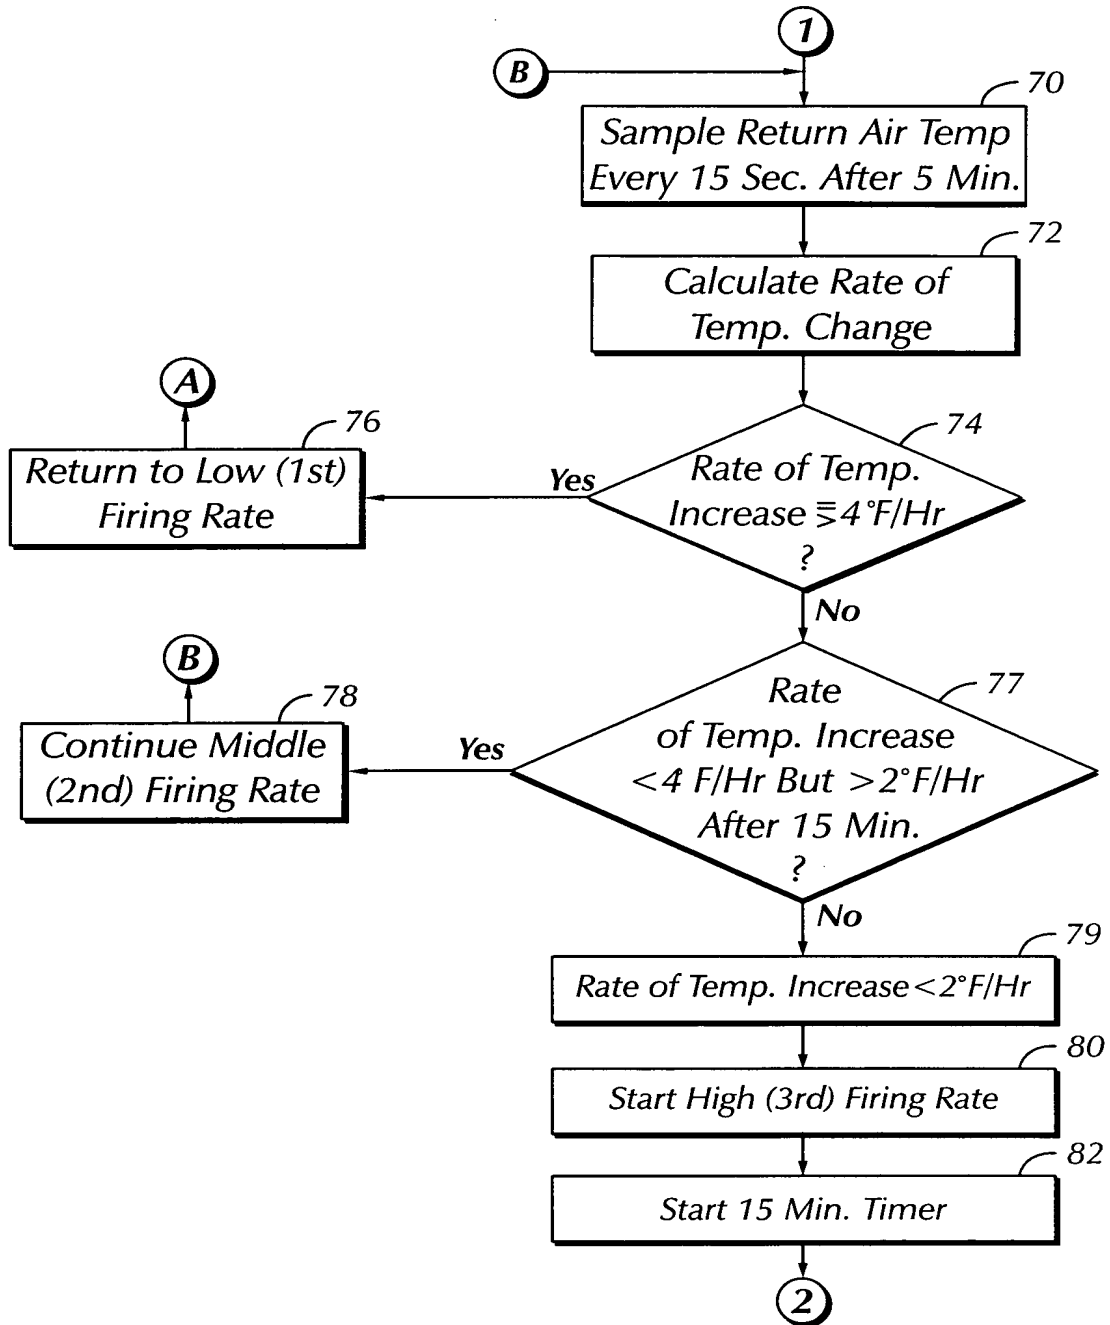 1
B
70
Sample Return Air Temp
Every 15 Sec. After 5 Min.
72
Calculate Rate of
Temp. Change
A
76
Return to Low (1st)
Firing Rate
Yes
74
Rate of Temp.
Increase ≧4°F/Hr
?
No
B
78
Continue Middle
(2nd) Firing Rate
Yes
77
Rate
of Temp. Increase
<4° F/Hr But >2°F/Hr
After 15 Min.
?
No
79
Rate of Temp. Increase <2°F/Hr
80
Start High (3rd) Firing Rate
82
Start 15 Min. Timer
2